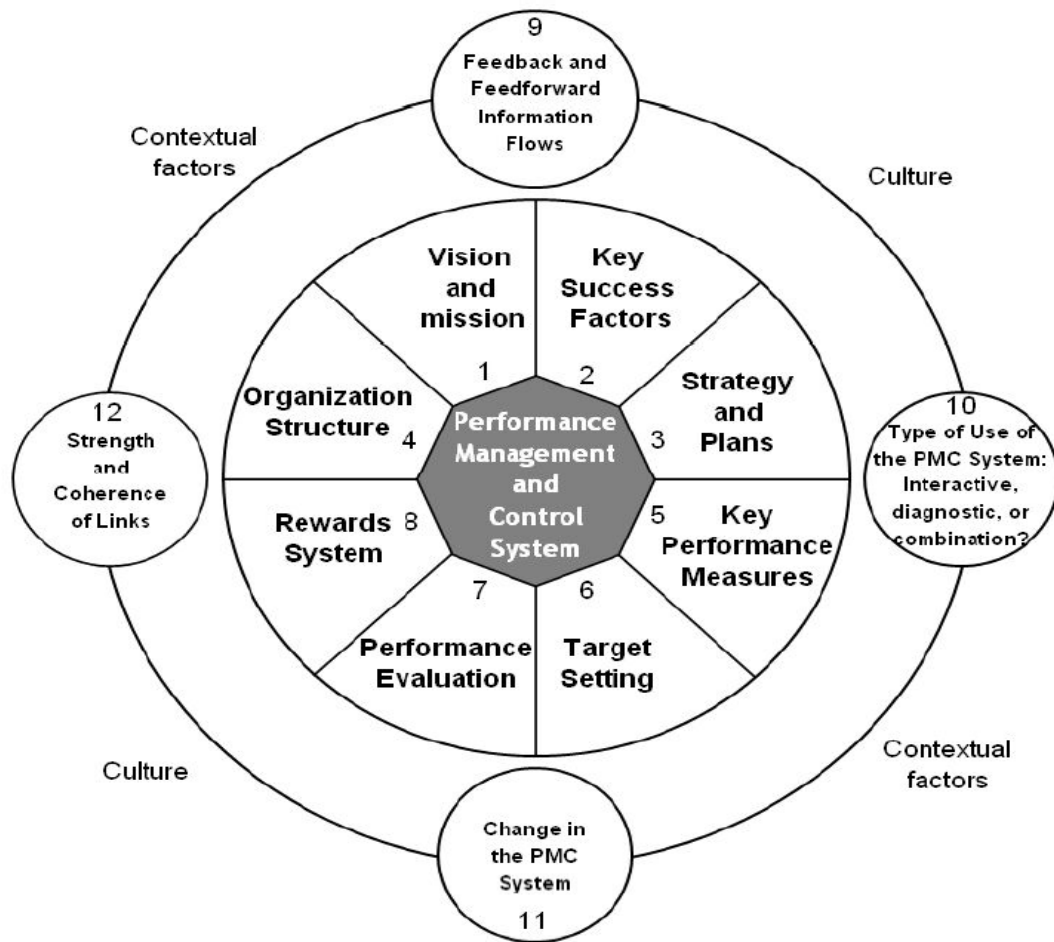 9
Feedback and
Feedforward
Information
Flows
Contextual
factors
Culture
Vision
and
mission
1
Key
Success
Factors
2
Organization
Structure
4
Performance
Management
and
Control
System
3
Strategy
and
Plans
12
Strength
and
Coherence
of Links
10
Type of Use of
the PMC System:
Interactive,
diagnostic, or
combination?
Rewards
System
8
5
Key
Performance
Measures
7
Performance
Evaluation
6
Target
Setting
Culture
Contextual
factors
Change in
the PMC
System
11